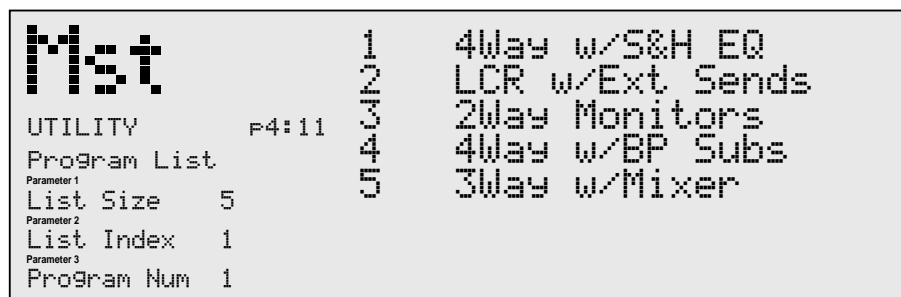 Mst
UTILITY P4:11
Program List
Parameter 1
List Size 5
Parameter 2
List Index 1
Parameter 3
Program Num 1
1 4Way w/S&H EQ
2 LCR w/Ext Sends
3 2Way Monitors
4 4Way w/BP Subs
5 3Way w/Mixer